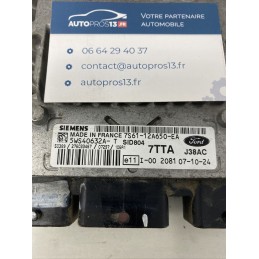 AUTOPROS13.FR
VOTRE PARTENAIRE
AUTOMOBILE
06 64 29 40 37
contact@autopros13.fr
autopros13.fr
SIEMENS MADE IN FRANCE 7S61-12A650-EA
5WS40632A- T SID804
7TTA J38AC
Ford
e11 I-00 2081 07-10-24